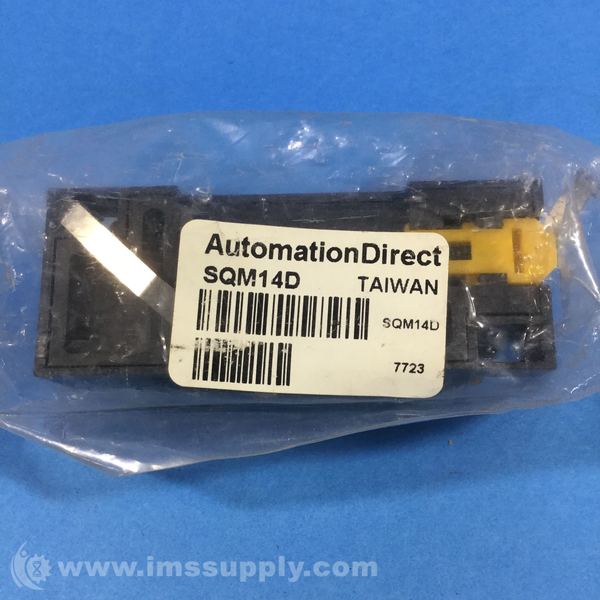 AutomationDirect
SQM14D TAIWAN
SQM14D
7723
www.imssupply.com